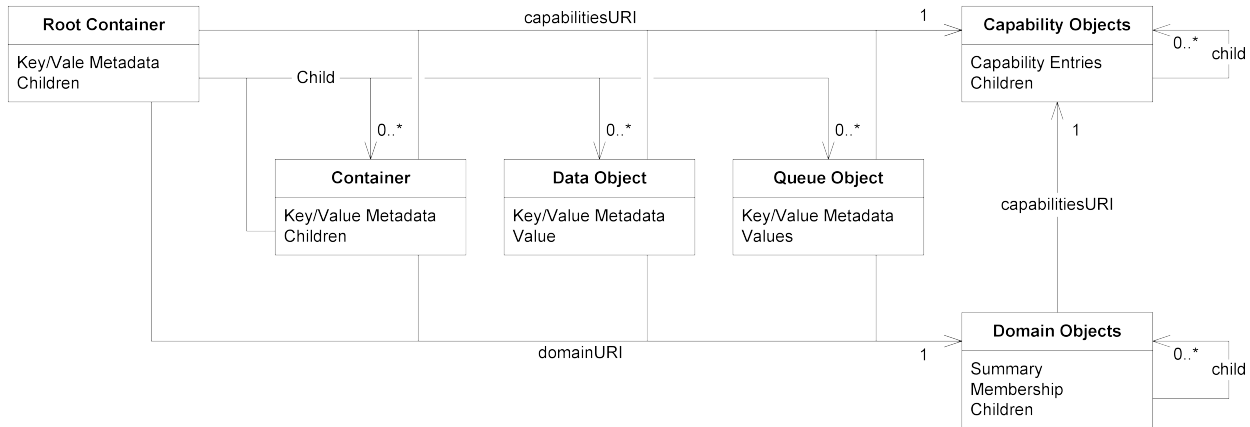 Root Container
Key/Vale Metadata
Children
capabilitiesURI
1
Capability Objects
Capability Entries
Children
0..*
child
Child
0..*
0..*
0..*
Container
Key/Value Metadata
Children
Data Object
Key/Value Metadata
Value
Queue Object
Key/Value Metadata
Values
1
capabilitiesURI
domainURI
1
Domain Objects
Summary
Membership
Children
0..*
child